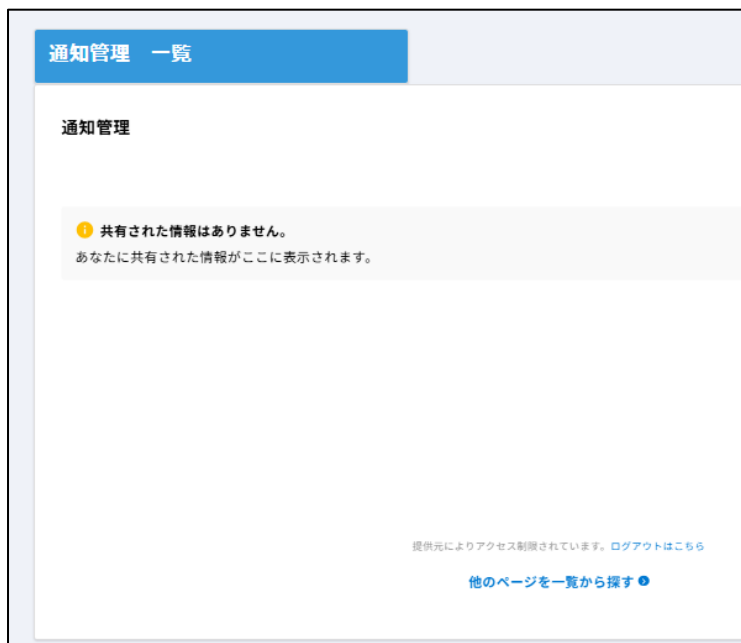 通知管理　一覧
通知管理
共有された情報はありません。
あなたに共有された情報がここに表示されます。
提供元によりアクセス制限されています。ログアウトはこちら
他のページを一覧から探す